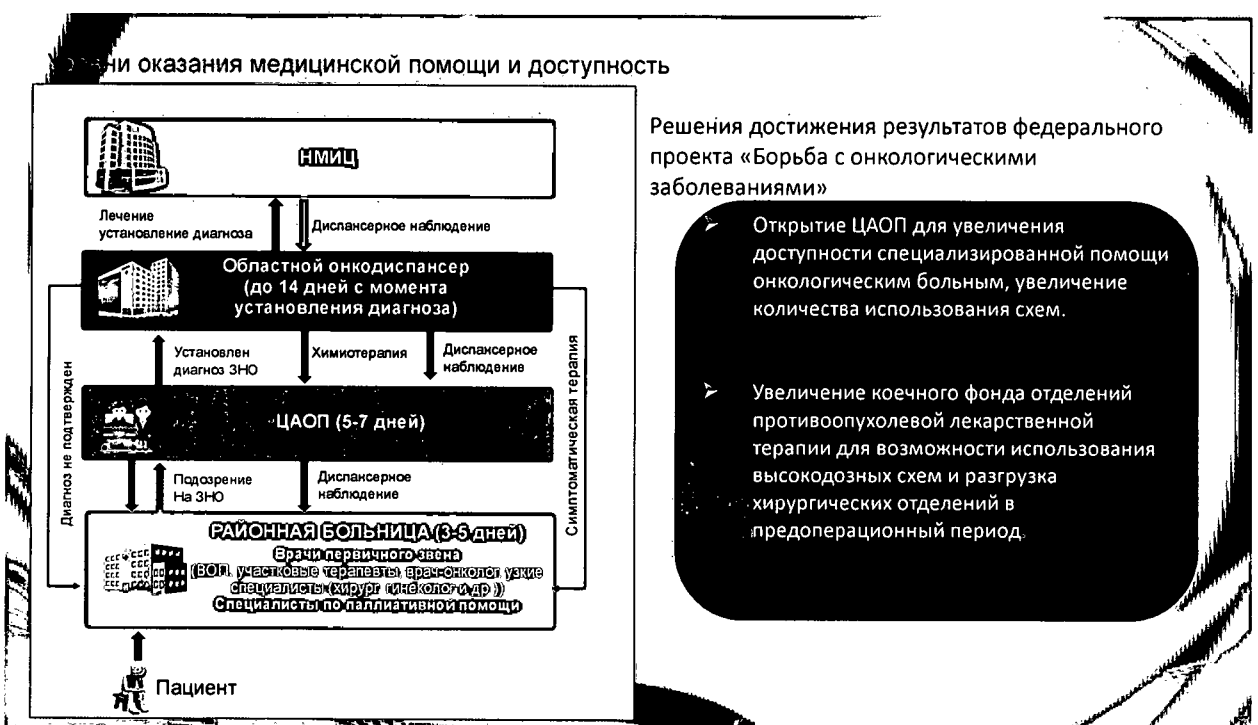 ни оказания медицинской помощи и доступность
НМИЦ
Лечение
установление диагноза
Диспансерное наблюдение
Областной онкодиспансер
(до 14 дней с момента
установления диагноза)
Установлен
диагноз ЗНО
Химиотерапия
Диспансерное
наблюдение
Диагноз не подтвержден
Симптоматическая терапия
ЦАОП (5-7 дней)
Подозрение
На ЗНО
Диспансерное
наблюдение
РАЙОННАЯ БОЛЬНИЦА (3-5 дней)
Врачи первичного звена
(ВОП, участковые терапевты, врач-онколог, узкие
специалисты (хирург, гинеколог и др.))
Специалисты по паллиативной помощи
Пациент
Решения достижения результатов федерального
проекта «Борьба с онкологическими
заболеваниями»
➢ Открытие ЦАОП для увеличения
доступности специализированной помощи
онкологическим больным, увеличение
количества использования схем.
➢ Увеличение коечного фонда отделений
противоопухолевой лекарственной
терапии для возможности использования
высокодозных схем и разгрузка
хирургических отделений в
предоперационный период.